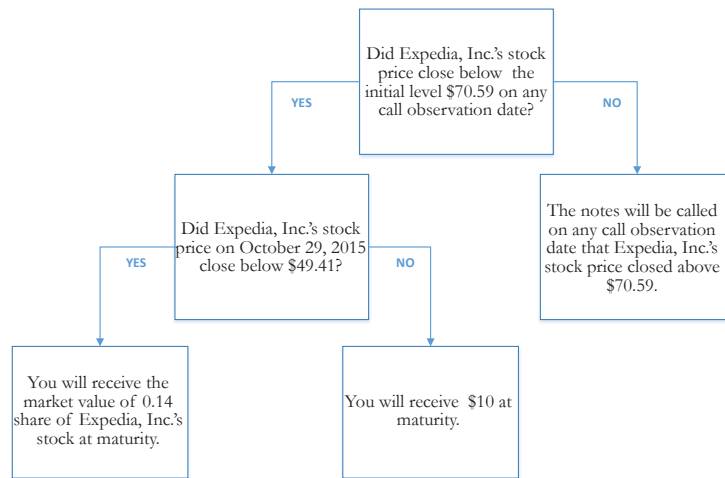 Did Expedia, Inc.'s stock
price close below the
initial level $70.59 on any
call observation date?
YES
NO
Did Expedia, Inc.'s stock
price on October 29, 2015
close below $49.41?
The notes will be called
on any call observation
date that Expedia, Inc.'s
stock price closed above
$70.59.
YES
NO
You will receive the
market value of 0.14
share of Expedia, Inc.'s
stock at maturity.
You will receive $10 at
maturity.